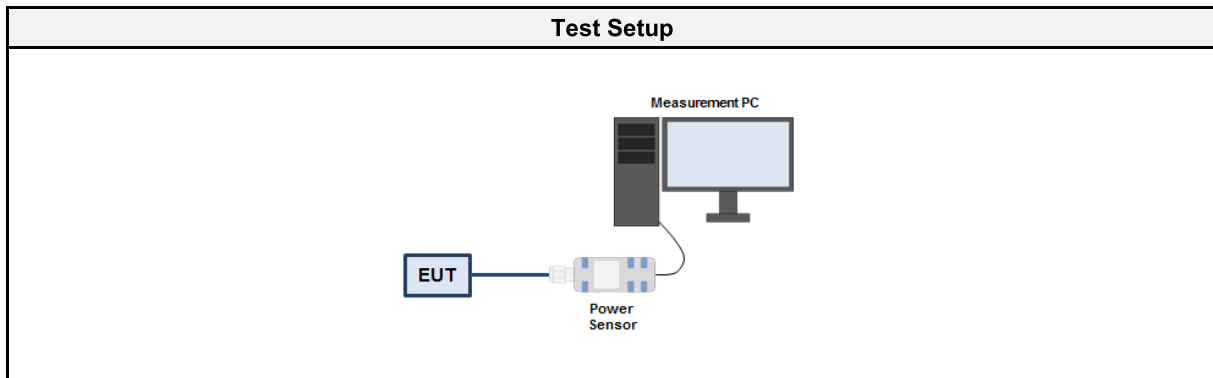 Test Setup
Measurement PC
EUT
Power
Sensor